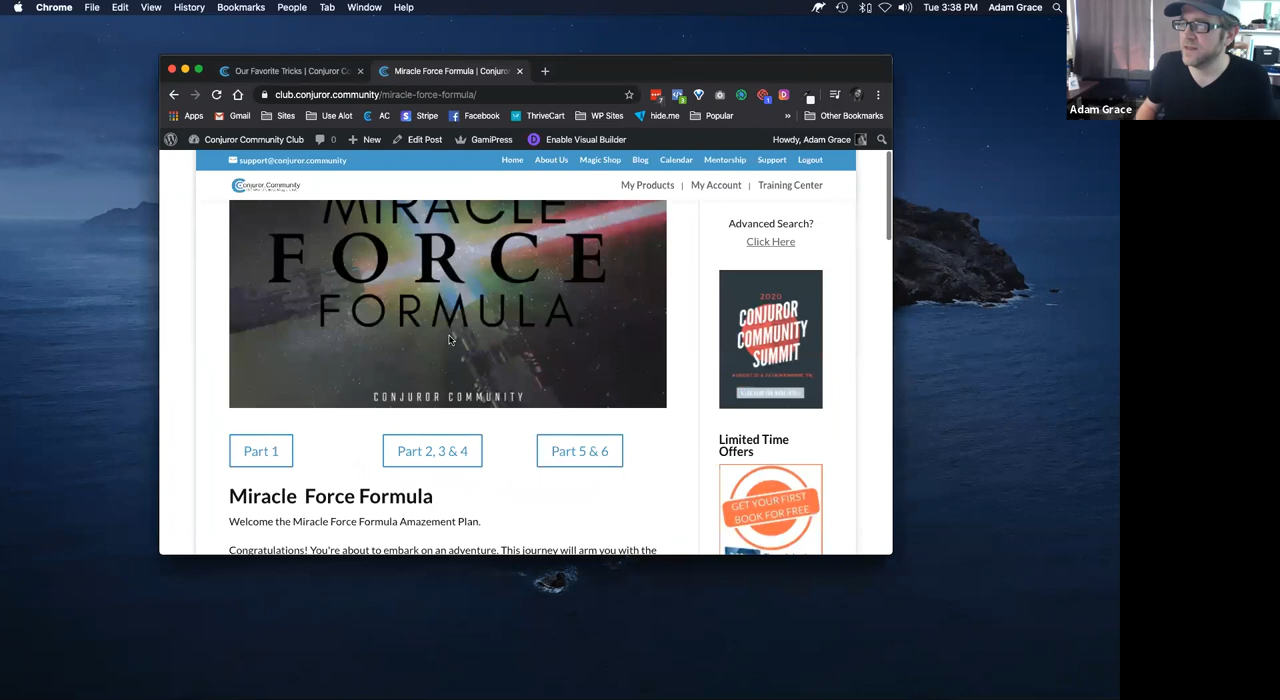 Chrome File Edit View History Bookmarks People Tab Window Help Tue 3:38 PM Adam Grace
Adam Grace
Our Favorite Tricks | Conjuror Cc
Miracle Force Formula | Conjuror
club.conjuror.community/miracle-force-formula/
Apps Gmail Sites Use Alot AC Stripe Facebook ThriveCart WP Sites hide.me Popular » Other Bookmarks
Conjuror Community Club 0 New Edit Post GamiPress Enable Visual Builder Howdy, Adam Grace
support@conjuror.community Home About Us Magic Shop Blog Calendar Mentorship Support Logout
Conjuror.Community My Products | My Account | Training Center
MIRACLE
FORCE
FORMULA
CONJUROR COMMUNITY
Advanced Search?
Click Here
2020
CONJUROR
COMMUNITY
SUMMIT
Part 1 Part 2, 3 & 4 Part 5 & 6
Limited Time
Offers
GET YOUR FIRST
BOOK FOR FREE
Miracle Force Formula
Welcome the Miracle Force Formula Amazement Plan.
Congratulations! You're about to embark on an adventure. This journey will arm you with the